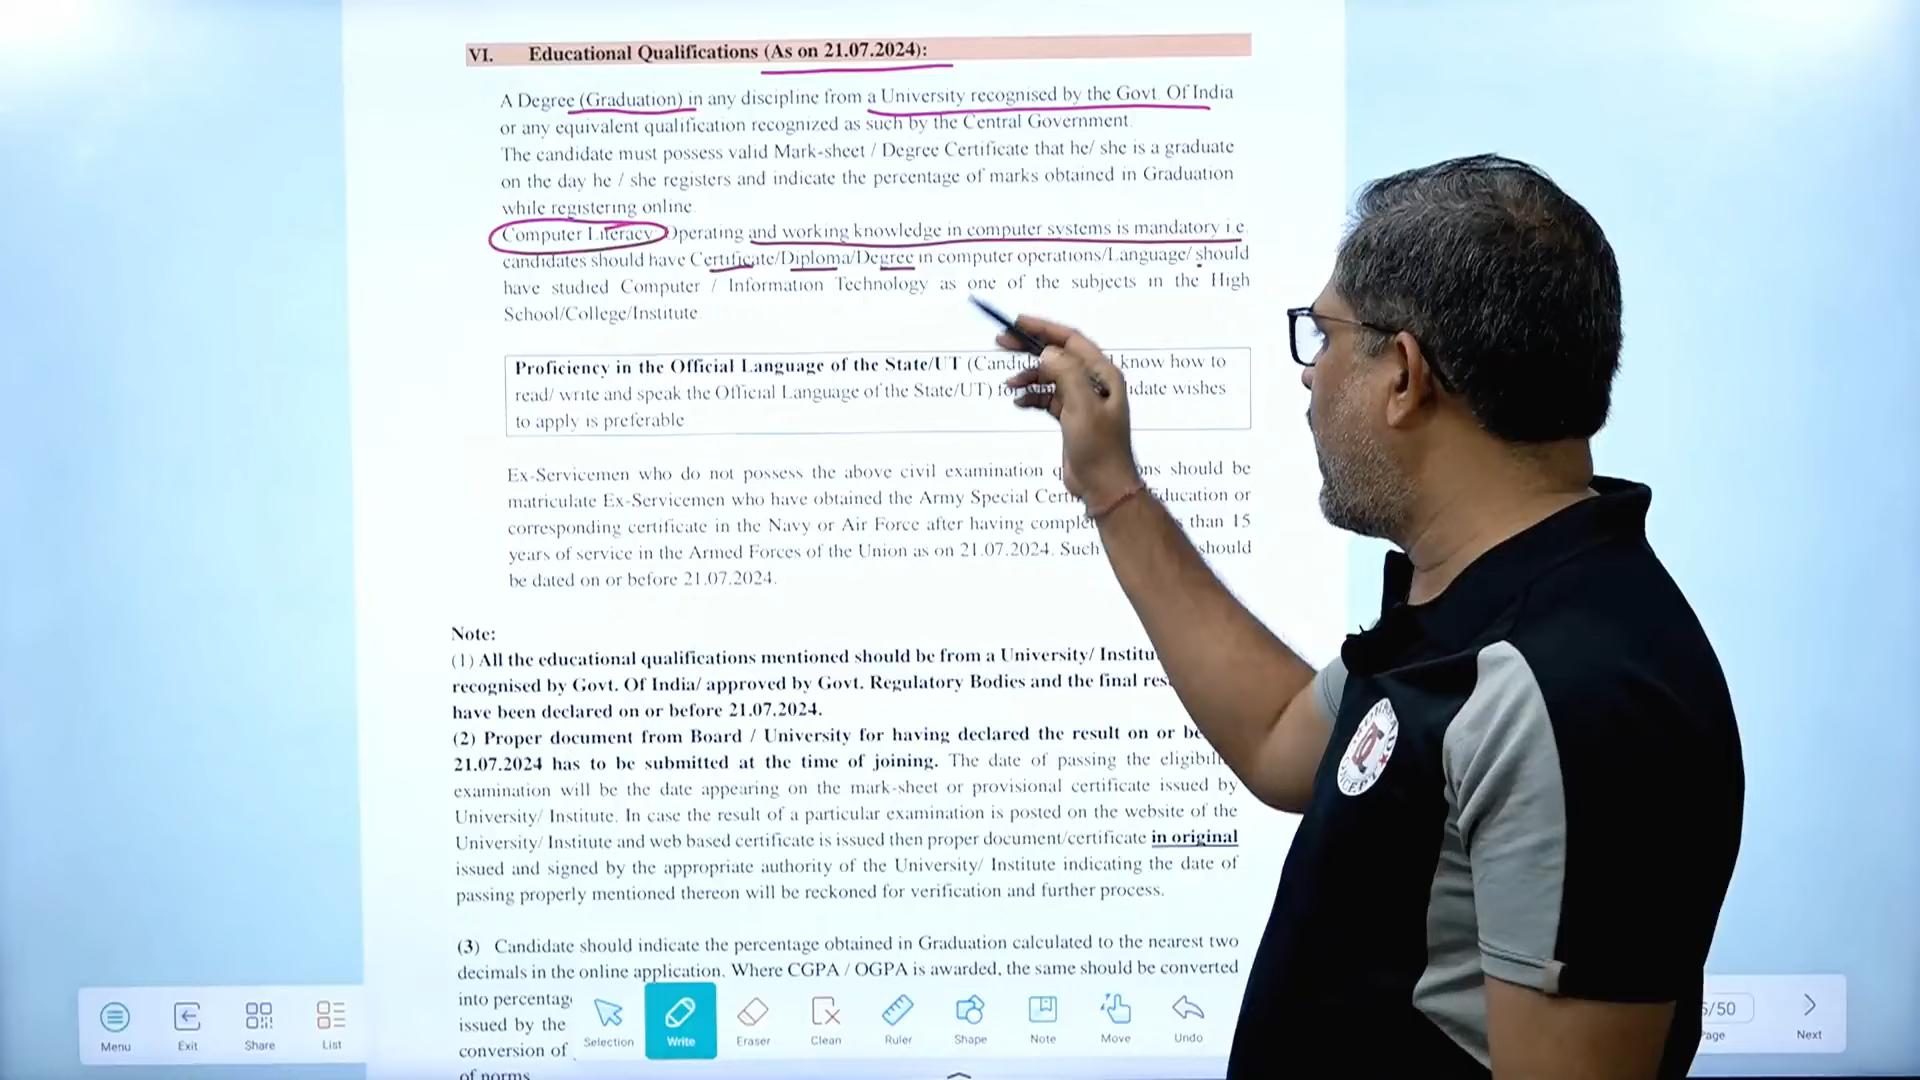 VI. Educational Qualifications (As on 21.07.2024):
A Degree (Graduation) in any discipline from a University recognised by the Govt. Of India
or any equivalent qualification recognized as such by the Central Government.
The candidate must possess valid Mark-sheet / Degree Certificate that he/ she is a graduate
on the day he / she registers and indicate the percentage of marks obtained in Graduation
while registering online.
Computer Literacy: Operating and working knowledge in computer systems is mandatory i.e.
candidates should have Certificate/Diploma/Degree in computer operations/Language/ should
have studied Computer / Information Technology as one of the subjects in the High
School/College/Institute.
Proficiency in the Official Language of the State/UT (Candid know how to
read/ write and speak the Official Language of the State/UT) idate wishes
to apply is preferable
Ex-Servicemen who do not possess the above civil examination ons should be
matriculate Ex-Servicemen who have obtained the Army Special Education or
corresponding certificate in the Navy or Air Force after having than 15
years of service in the Armed Forces of the Union as on 21.07.2024. Such should
be dated on or before 21.07.2024.
Note:
(1) All the educational qualifications mentioned should be from a University/ Institu
recognised by Govt. Of India/ approved by Govt. Regulatory Bodies and the final res
have been declared on or before 21.07.2024.
(2) Proper document from Board / University for having declared the result on or be
21.07.2024 has to be submitted at the time of joining. The date of passing the eligibil
examination will be the date appearing on the mark-sheet or provisional certificate issued by
University/ Institute. In case the result of a particular examination is posted on the website of the
University/ Institute and web based certificate is issued then proper document/certificate in original
issued and signed by the appropriate authority of the University/ Institute indicating the date of
passing properly mentioned thereon will be reckoned for verification and further process.
(3) Candidate should indicate the percentage obtained in Graduation calculated to the nearest two
decimals in the online application. Where CGPA / OGPA is awarded, the same should be converted
into percentag
issued by the
conversion of
of norms
Menu Exit Share List Selection Write Eraser Clean Ruler Shape Note Move Undo
5/50
age Next